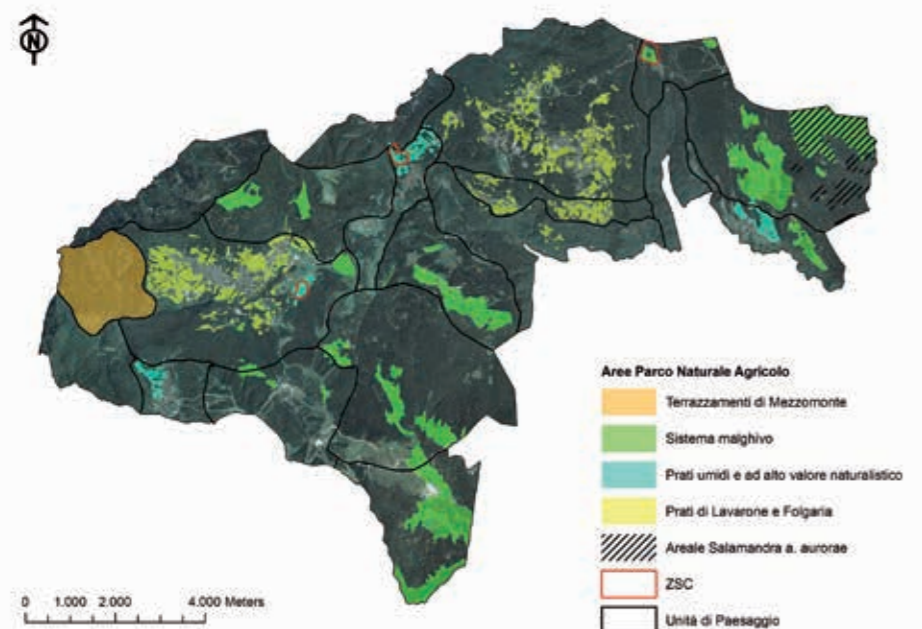 N
Aree Parco Naturale Agricolo
Terrazzamenti di Mezzomonte
Sistema malghivo
Prati umidi e ad alto valore naturalistico
Prati di Lavarone e Folgaria
Areale Salamandra a. aurorae
ZSC
Unità di Paesaggio
0 1.000 2.000 4.000 Meters